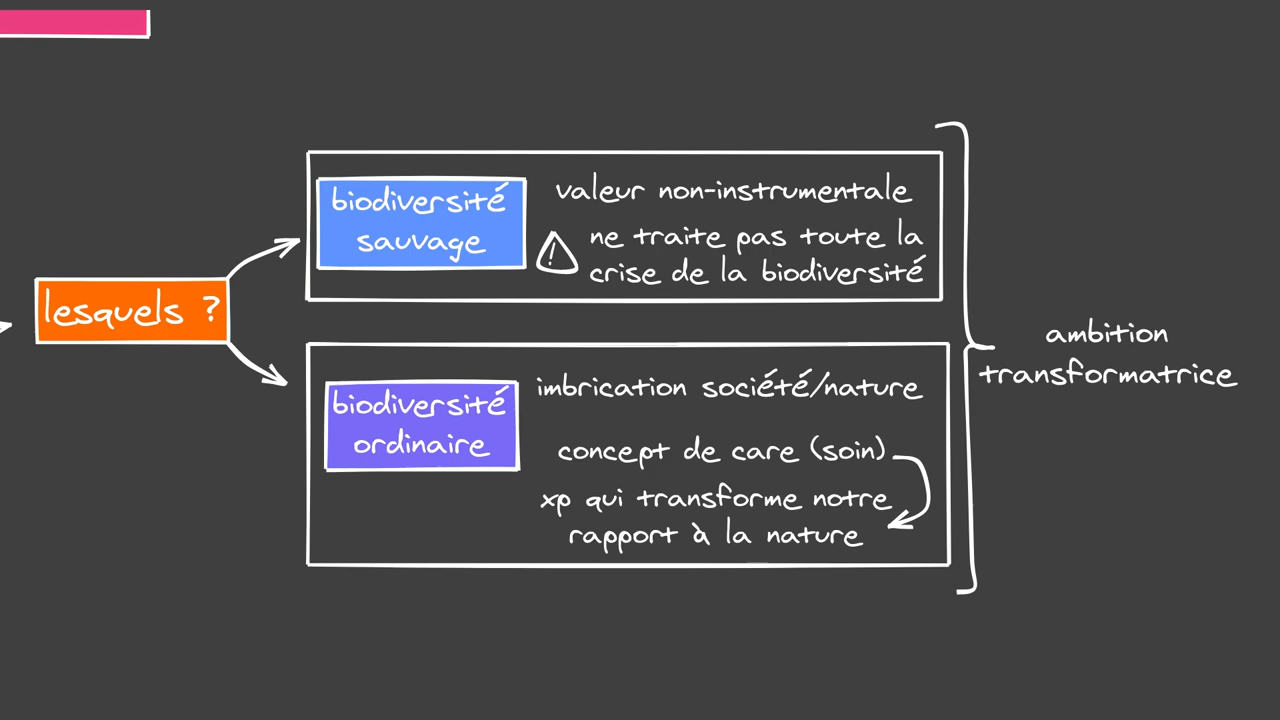 lesquels ?
biodiversité
sauvage
valeur non-instrumentale
! ne traite pas toute la
crise de la biodiversité
biodiversité
ordinaire
imbrication société/nature
concept de care (soin)
xp qui transforme notre
rapport à la nature
ambition
transformatrice